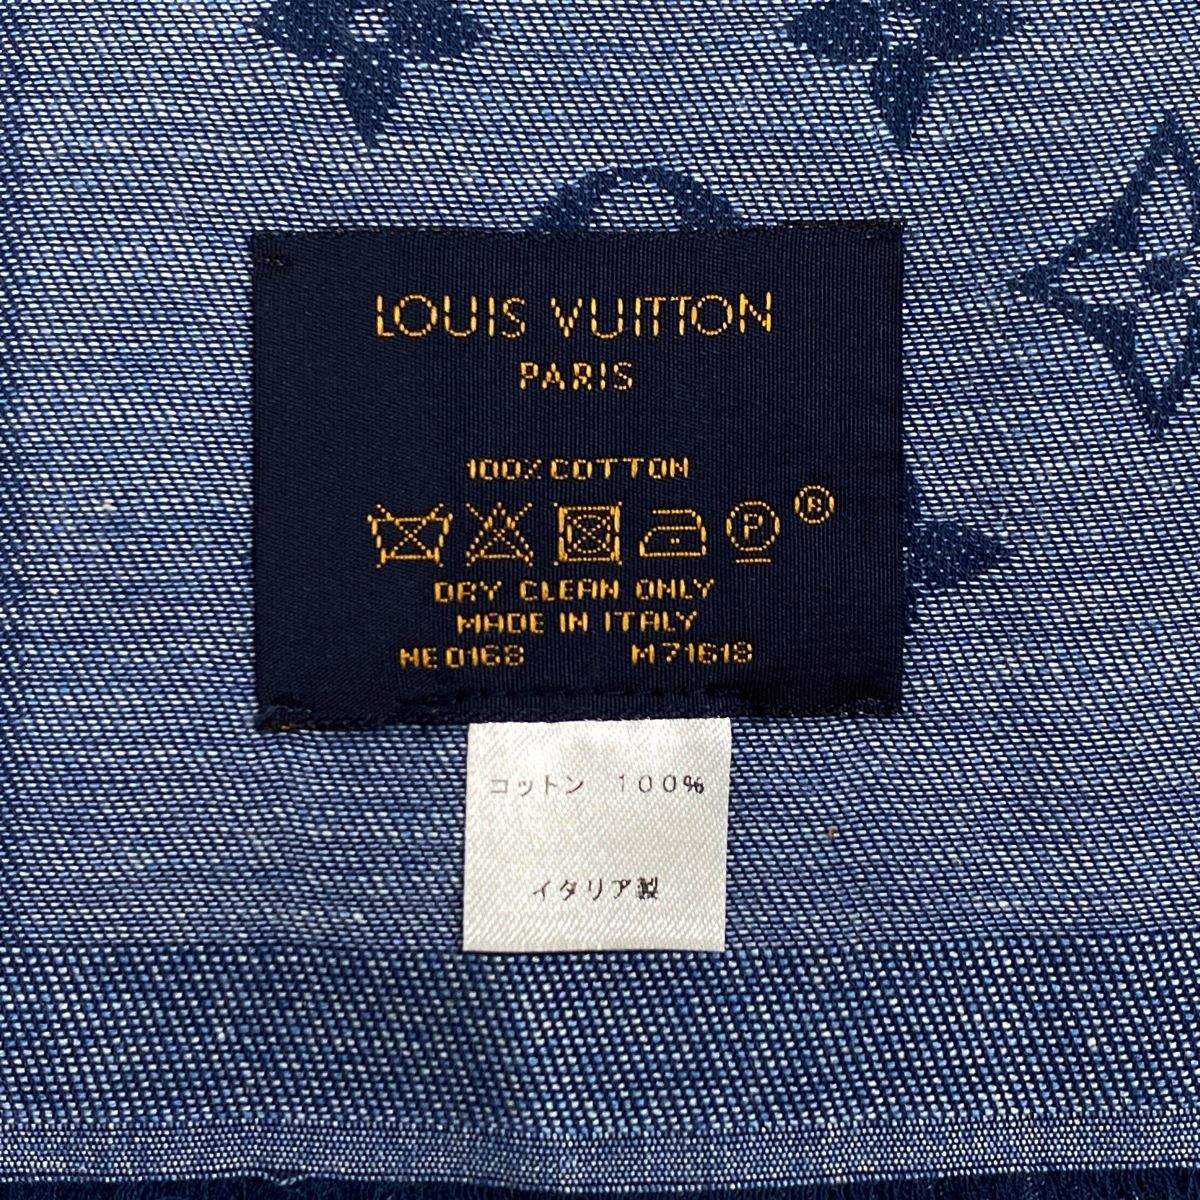 LOUIS VUITTON
PARIS
100% COTTON
P ®
DRY CLEAN ONLY
MADE IN ITALY
NE0168 M71618
コットン 100%
イタリア製